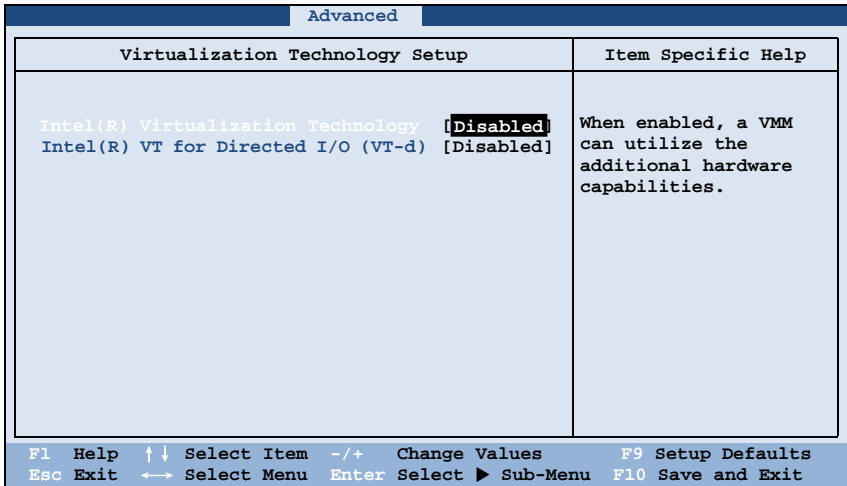 Advanced
Virtualization Technology Setup
Item Specific Help
Intel(R) Virtualization Technology [Disabled]
Intel(R) VT for Directed I/O (VT-d) [Disabled]
When enabled, a VMM
can utilize the
additional hardware
capabilities.
F1 Help ↑↓ Select Item -/+ Change Values F9 Setup Defaults
Esc Exit ←→ Select Menu Enter Select ▶ Sub-Menu F10 Save and Exit